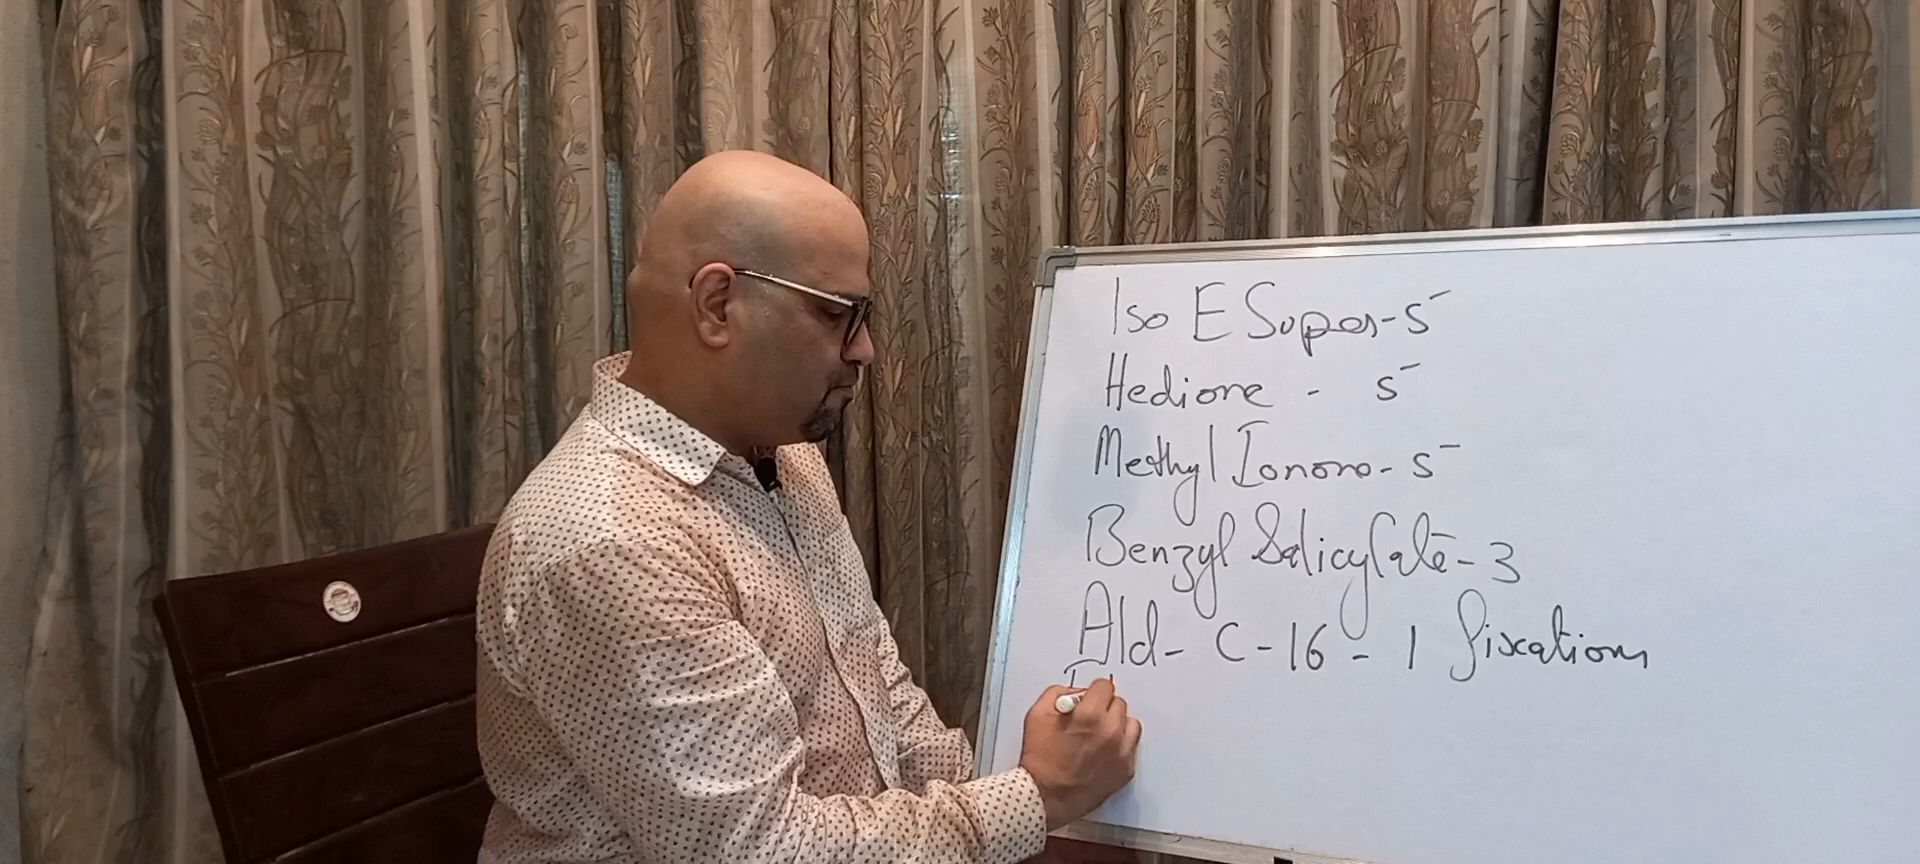 Iso E Super-5
Hedione - 5
Methyl Ionone-5
Benzyl Salicylate-3
Ald-C-16-1 fixation